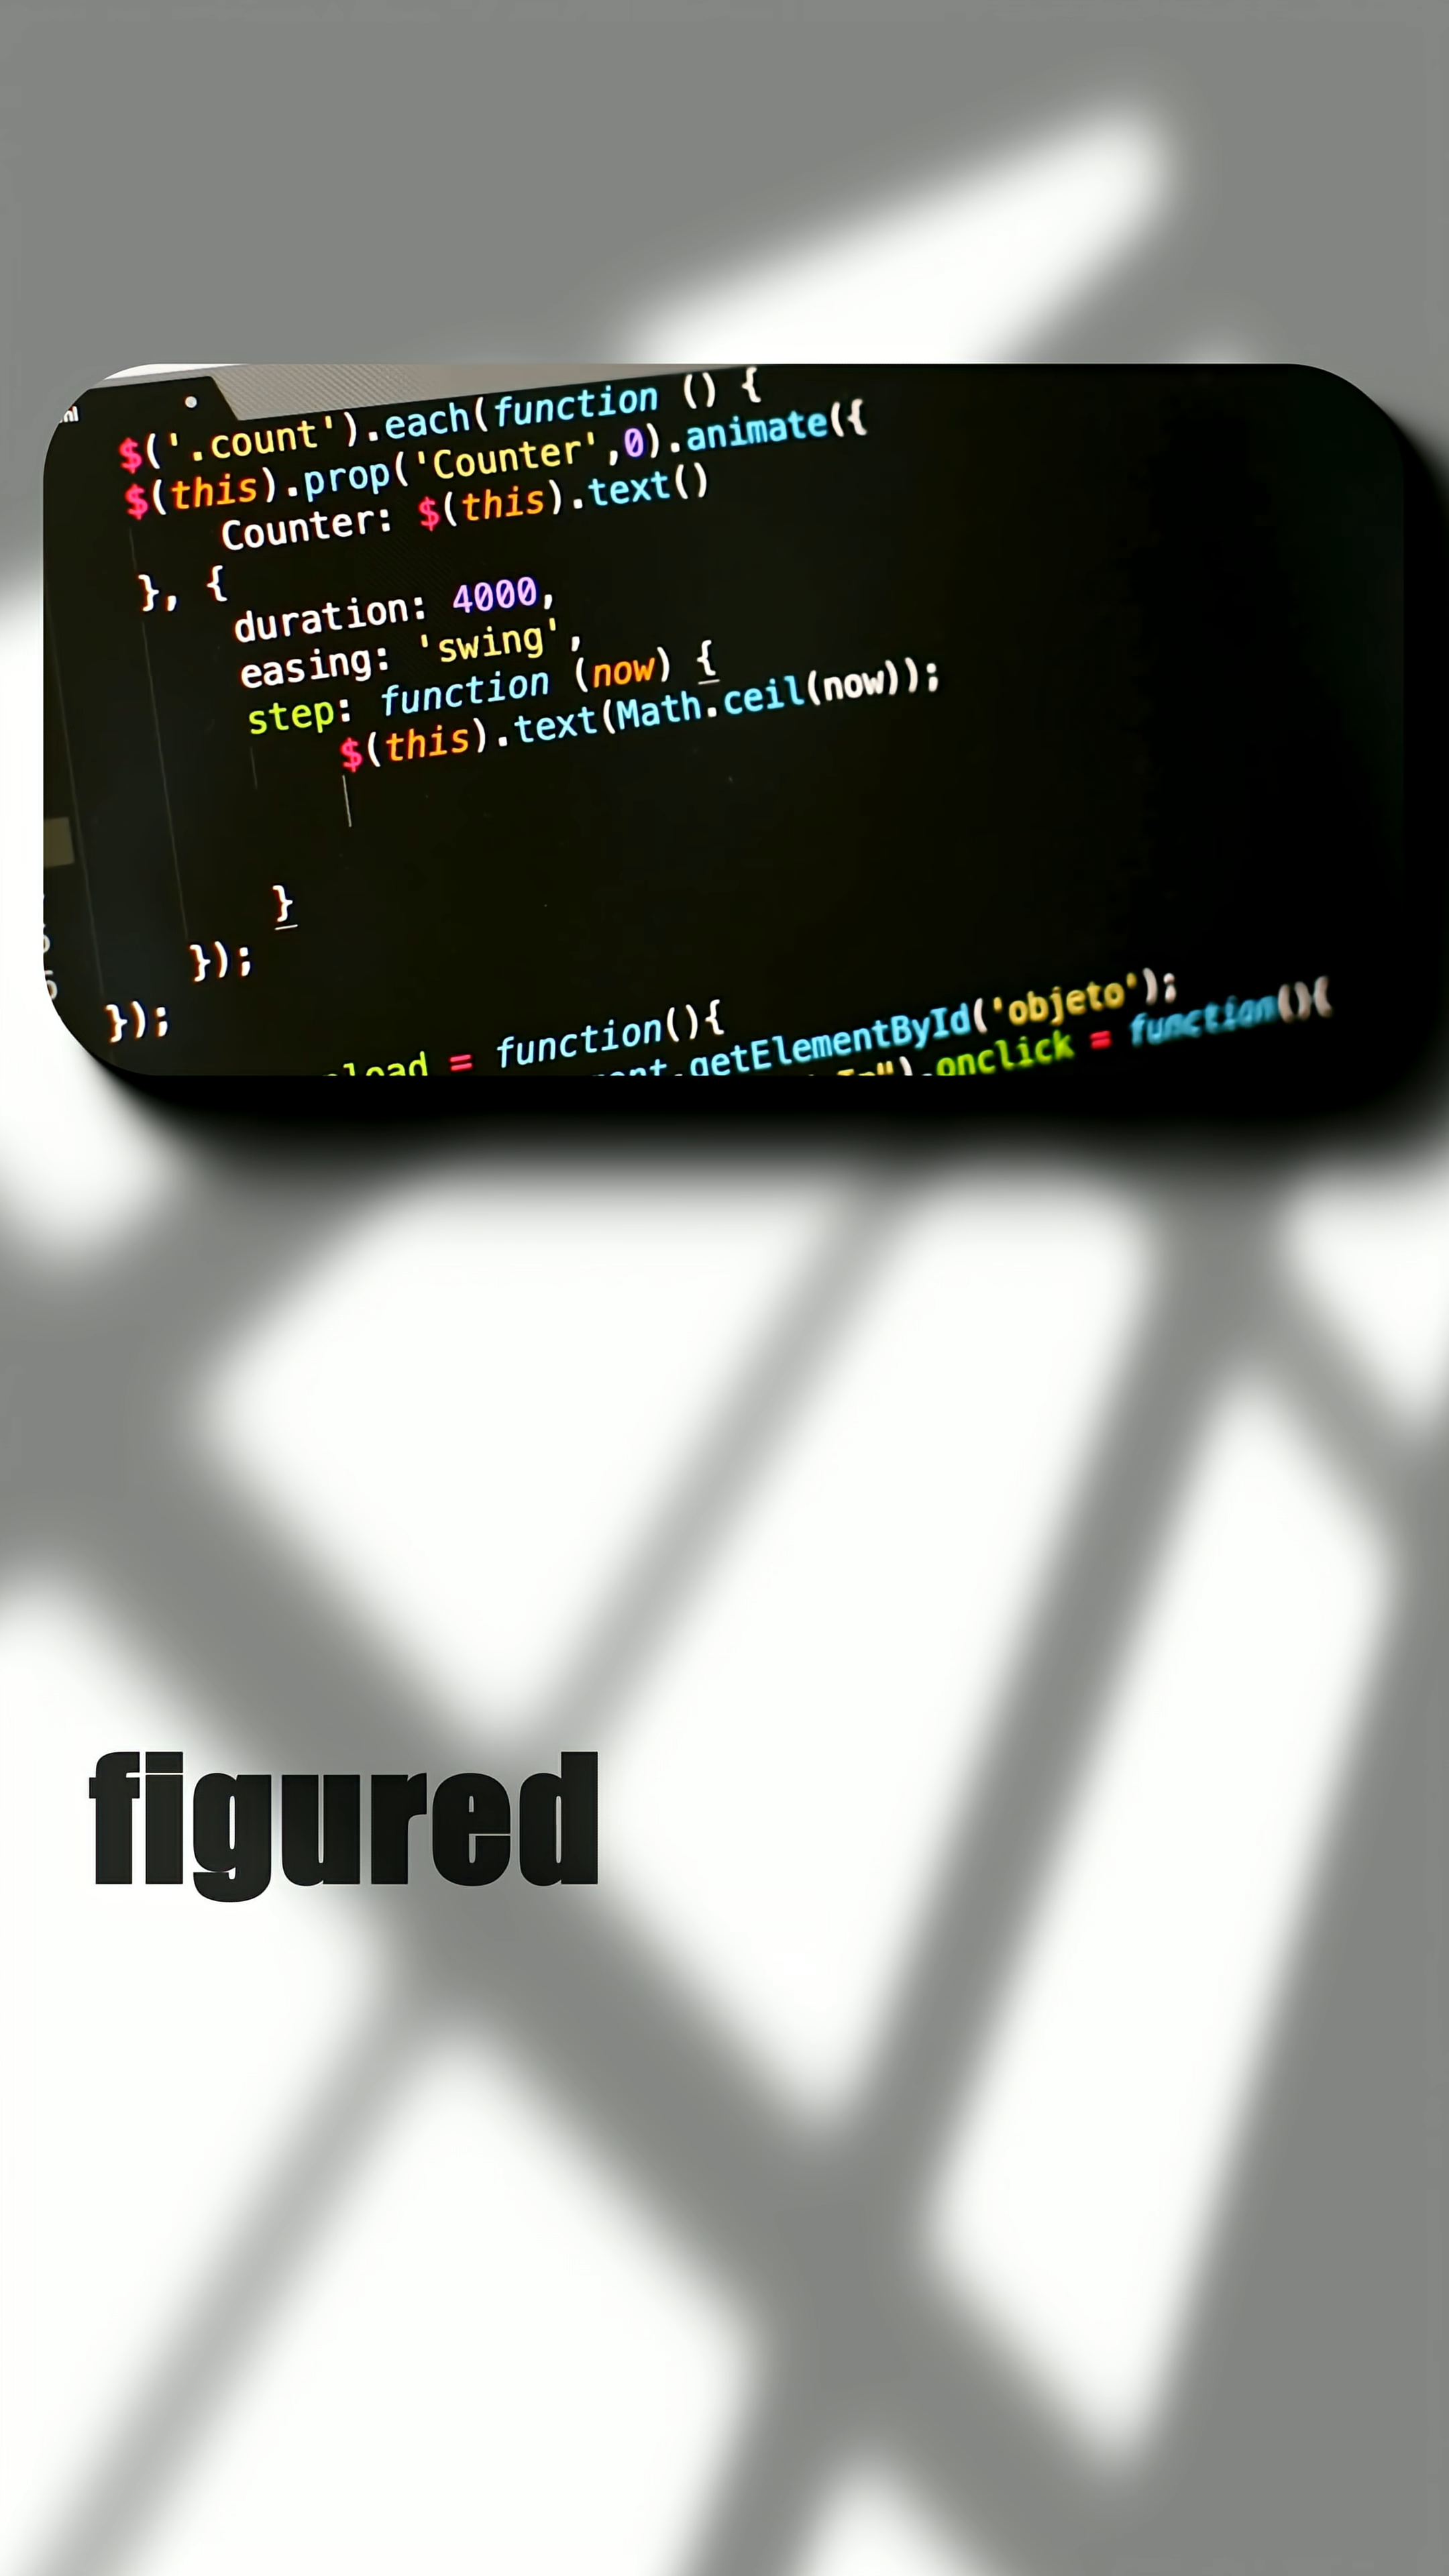 $('.count').each(function () {
$(this).prop('Counter',0).animate({
Counter: $(this).text()
}, {
duration: 4000,
easing: 'swing',
step: function (now) {
$(this).text(Math.ceil(now));
}
});
});
= function(){
getElementById('objeto');
.onclick = function(){
figured